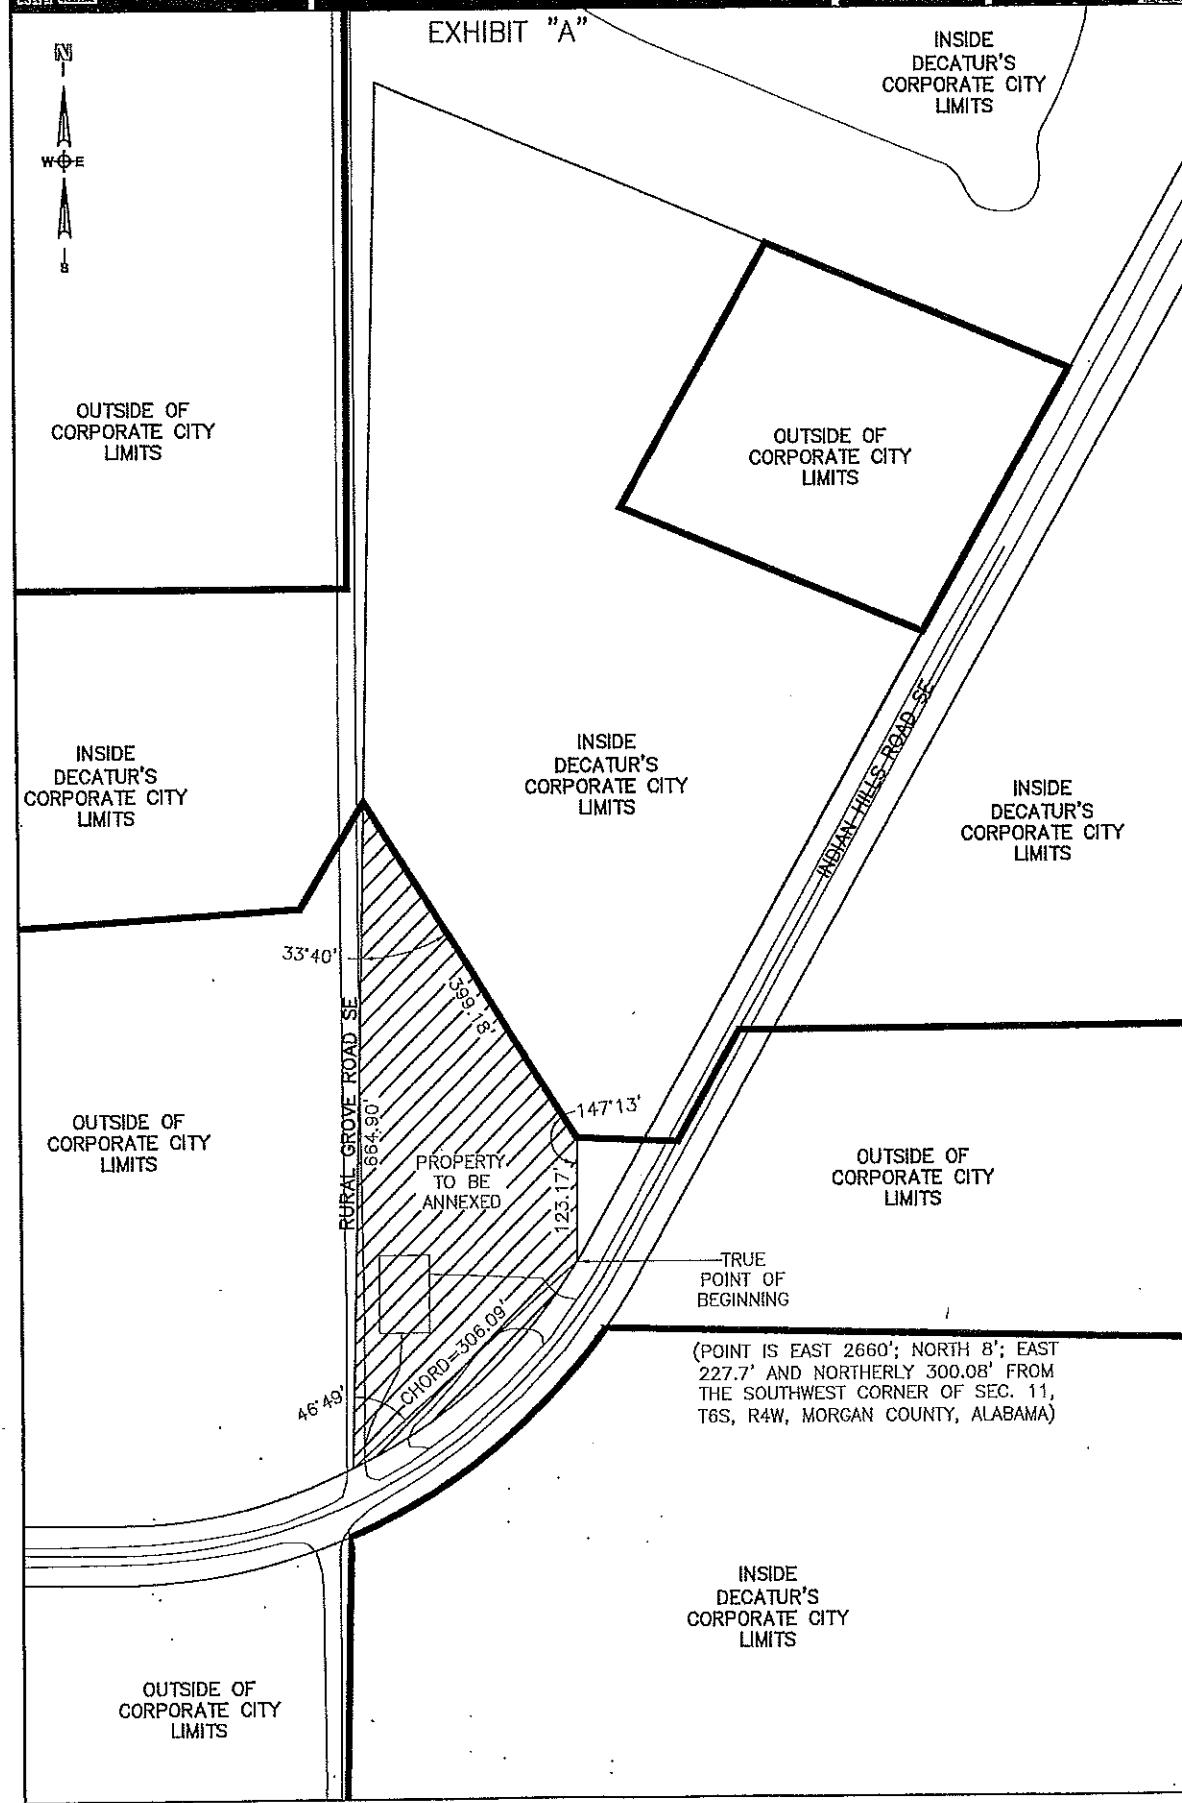 EXHIBIT "A"
INSIDE
DECATUR'S
CORPORATE CITY
LIMITS
N
W E
S
OUTSIDE OF
CORPORATE CITY
LIMITS
OUTSIDE OF
CORPORATE CITY
LIMITS
INDIAN HILLS ROAD SE
INSIDE
DECATUR'S
CORPORATE CITY
LIMITS
INSIDE
DECATUR'S
CORPORATE CITY
LIMITS
INSIDE
DECATUR'S
CORPORATE CITY
LIMITS
33°40'
399.18'
RURAL GROVE ROAD SE
664.90'
147°13'
OUTSIDE OF
CORPORATE CITY
LIMITS
PROPERTY
TO BE
ANNEXED
123.17'
OUTSIDE OF
CORPORATE CITY
LIMITS
TRUE
POINT OF
BEGINNING
(POINT IS EAST 2660'; NORTH 8'; EAST
227.7' AND NORTHERLY 300.08' FROM
THE SOUTHWEST CORNER OF SEC. 11,
T6S, R4W, MORGAN COUNTY, ALABAMA)
CHORD=306.09'
46°49'
INSIDE
DECATUR'S
CORPORATE CITY
LIMITS
OUTSIDE OF
CORPORATE CITY
LIMITS